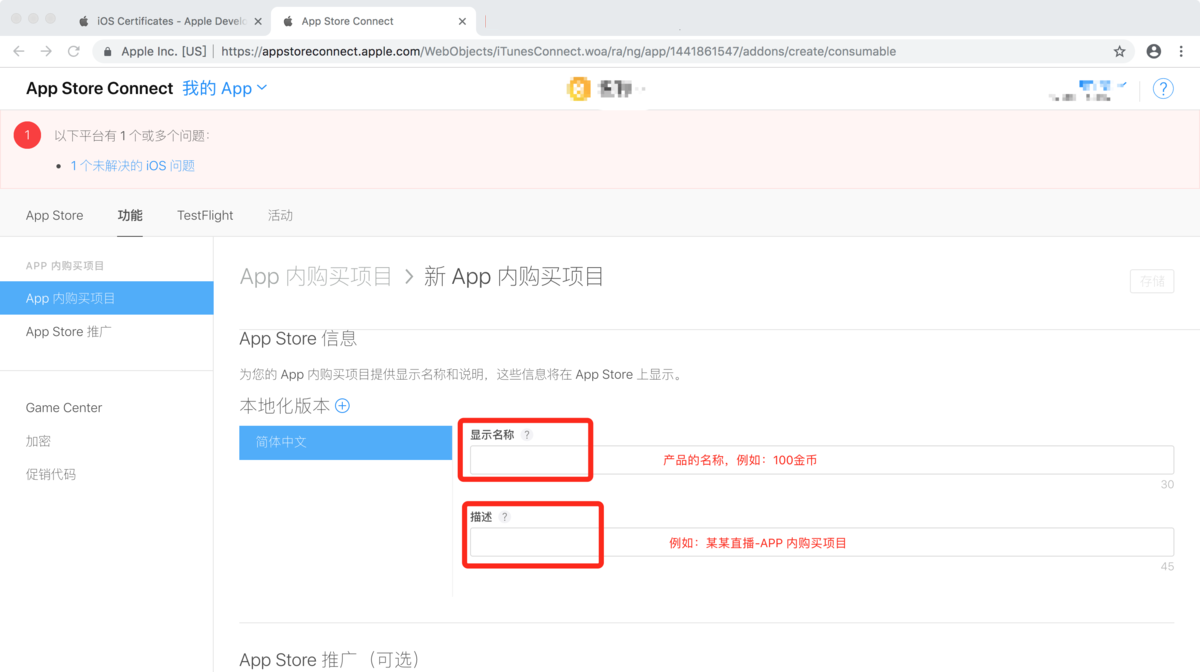 iOS Certificates - Apple Develo
App Store Connect
Apple Inc. [US] | https://appstoreconnect.apple.com/WebObjects/iTunesConnect.woa/ra/ng/app/1441861547/addons/create/consumable
App Store Connect 我的 App
?
1
以下平台有 1 个或多个问题：
• 1 个未解决的 iOS 问题
App Store 功能 TestFlight 活动
APP 内购买项目
App 内购买项目
App Store 推广
Game Center
加密
促销代码
App 内购买项目 > 新 App 内购买项目
存储
App Store 信息
为您的 App 内购买项目提供显示名称和说明，这些信息将在 App Store 上显示。
本地化版本
简体中文
显示名称 ?
产品的名称，例如：100金币
30
描述 ?
例如：某某直播-APP 内购买项目
45
App Store 推广（可选）